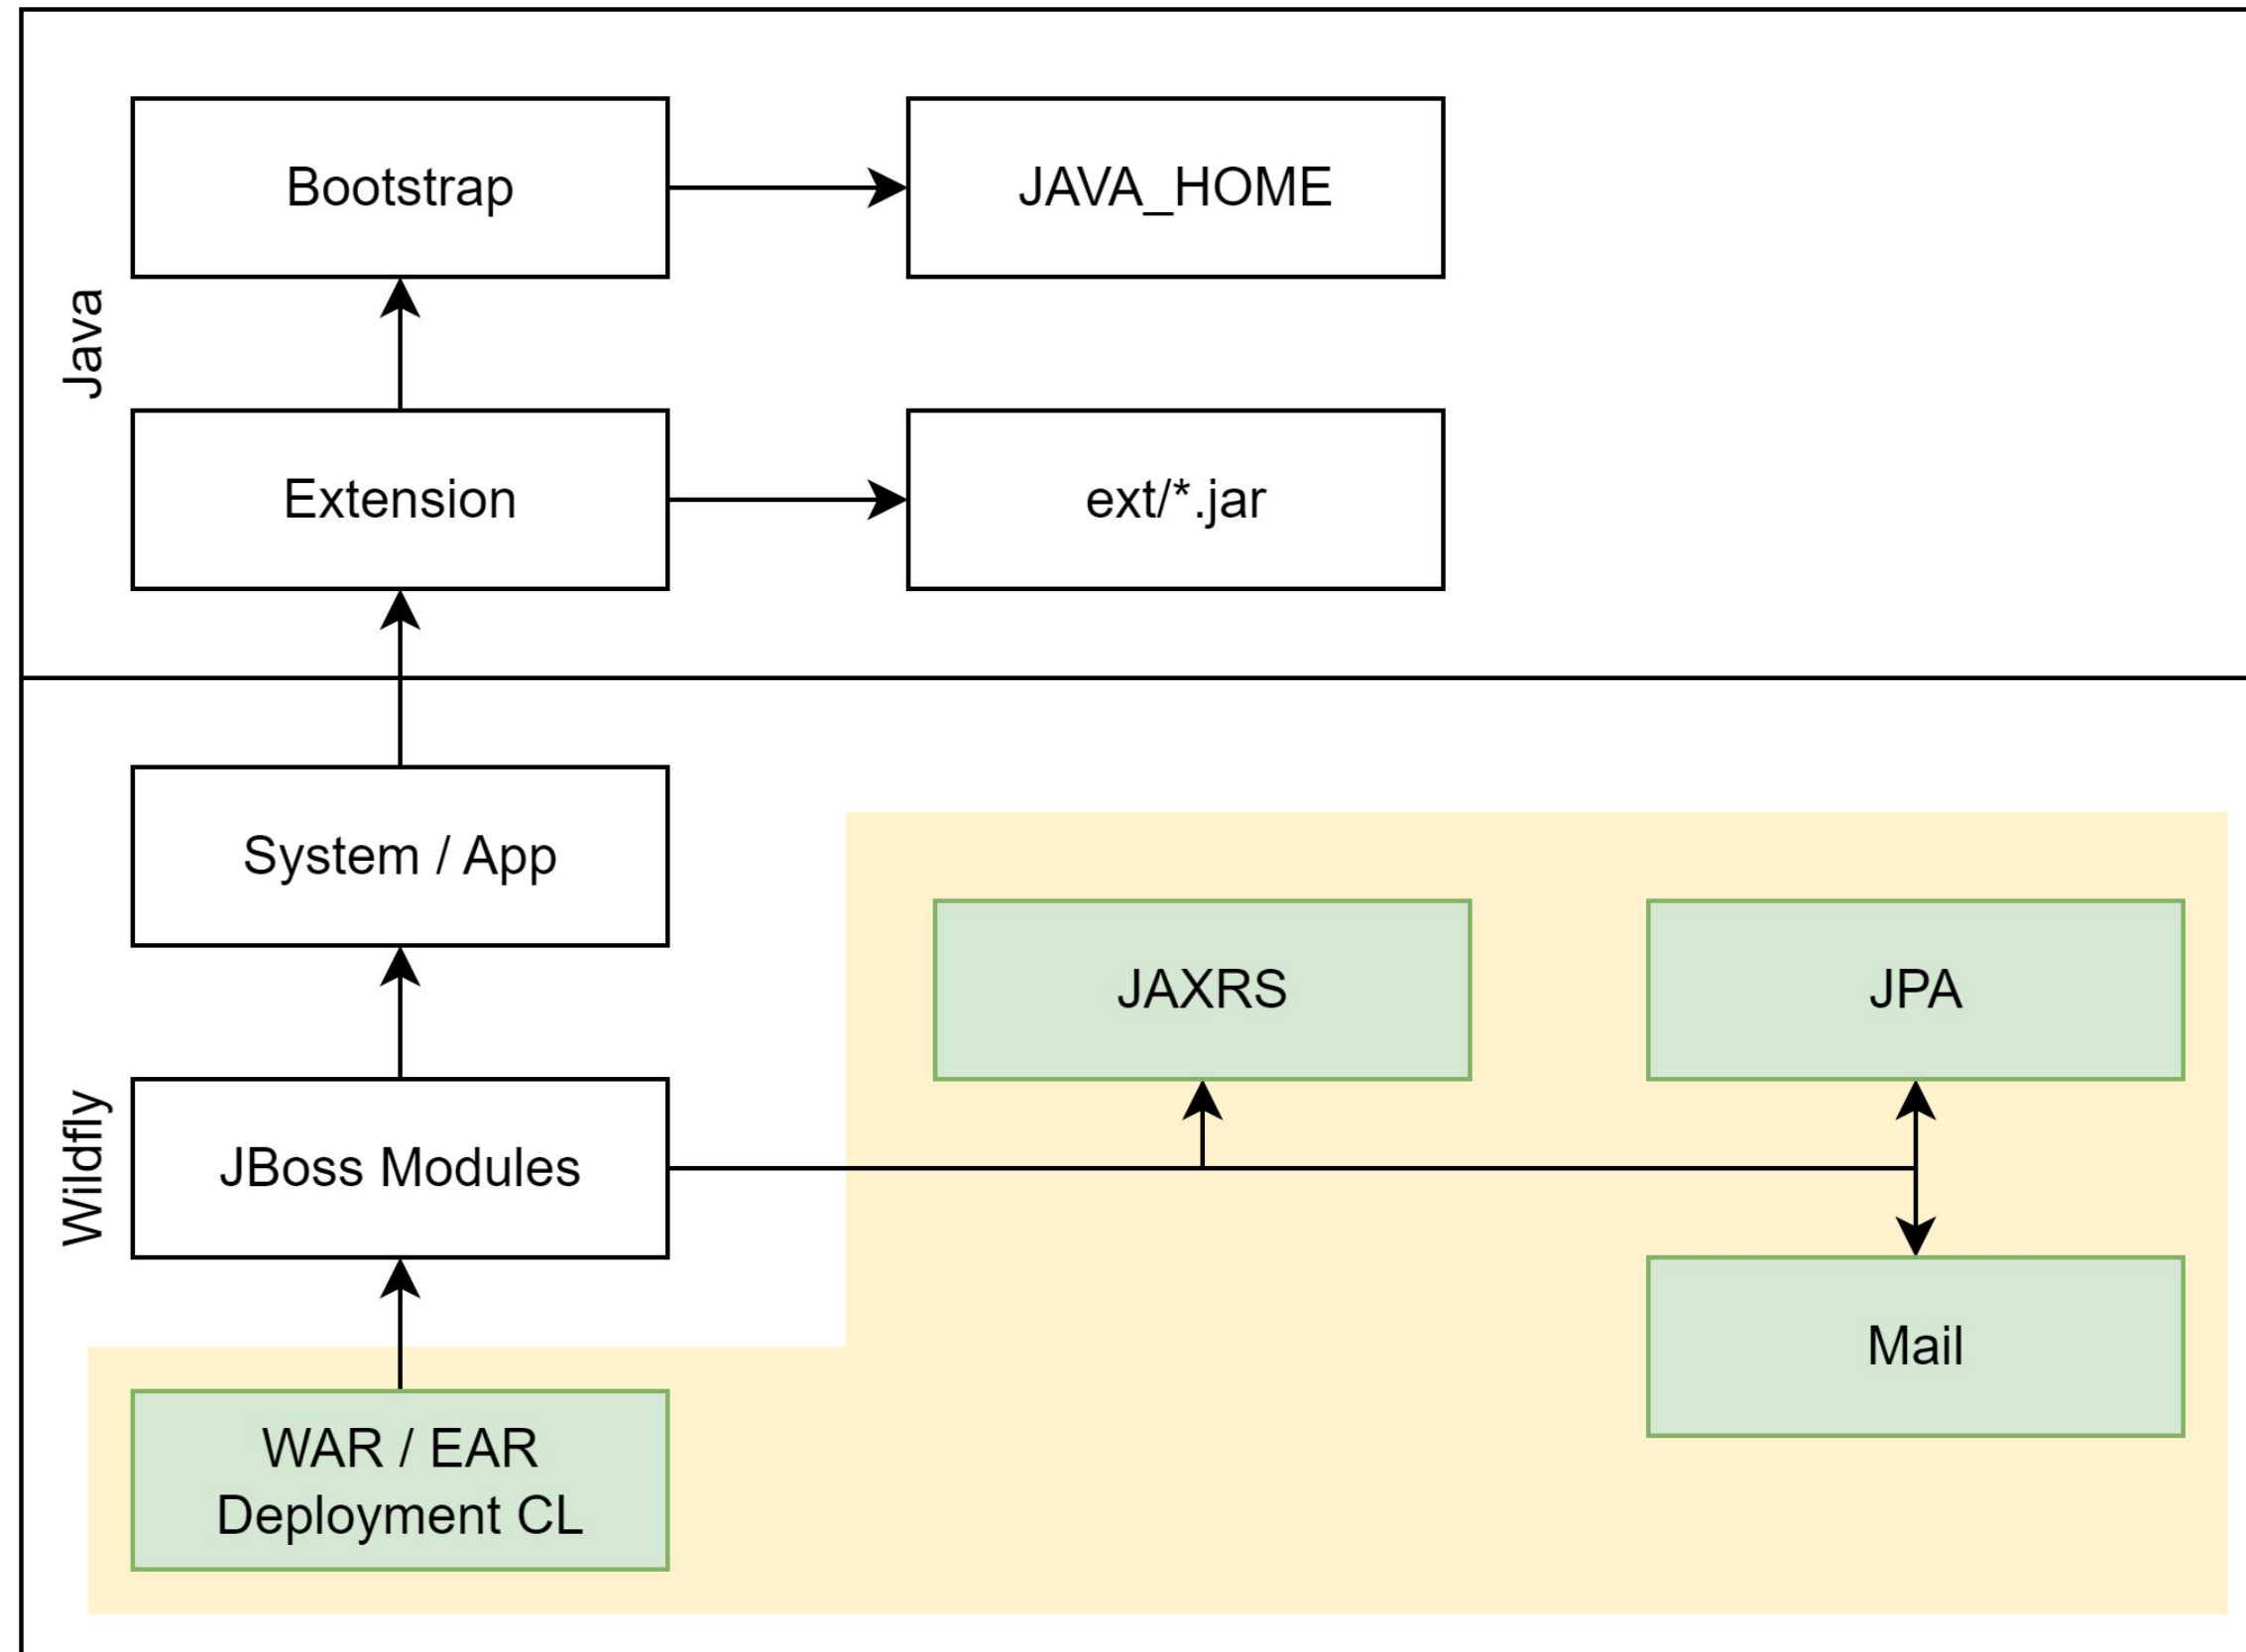 Java
Bootstrap
JAVA_HOME
Extension
ext/*.jar
Wildfly
System / App
JAXRS
JPA
JBoss Modules
Mail
WAR / EAR
Deployment CL